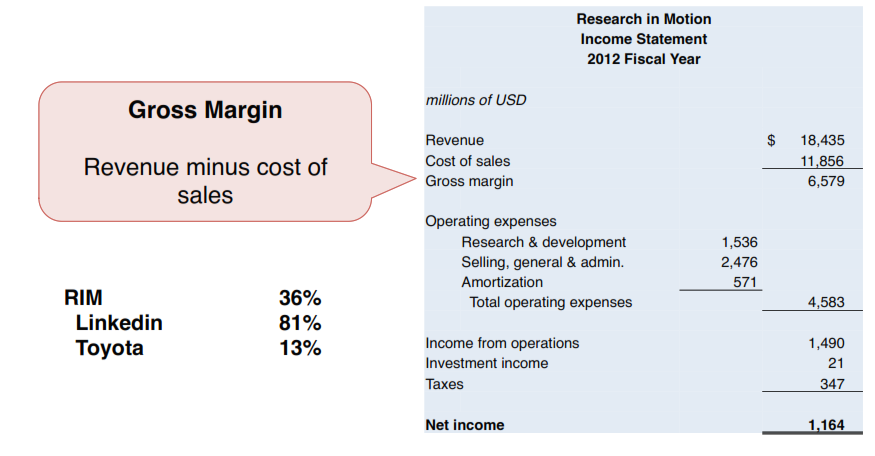 Gross Margin
Revenue minus cost of
sales
RIM 36%
Linkedin 81%
Toyota 13%
Research in Motion
Income Statement
2012 Fiscal Year
millions of USD
Revenue $ 18,435
Cost of sales 11,856
Gross margin 6,579
Operating expenses
Research & development 1,536
Selling, general & admin. 2,476
Amortization 571
Total operating expenses 4,583
Income from operations 1,490
Investment income 21
Taxes 347
Net income 1,164